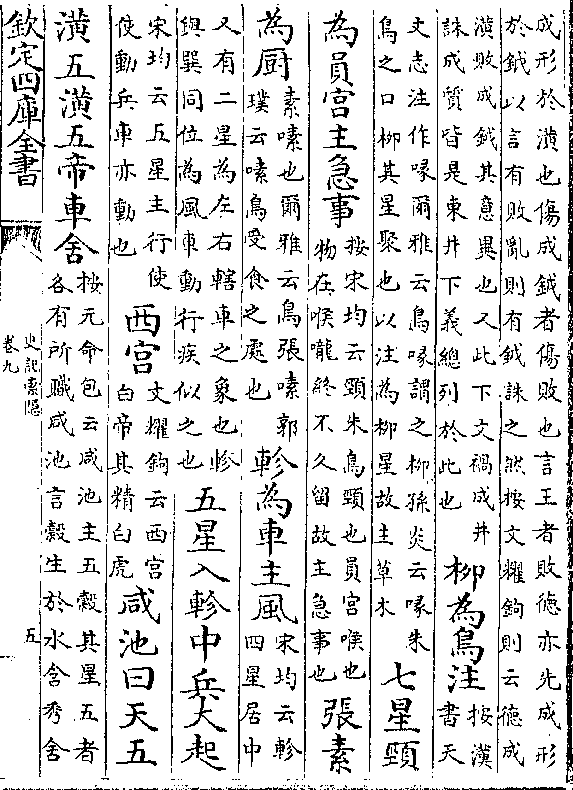 成形於潢也傷成鉞者傷敗也言王者敗德亦先成形
於鉞以言有敗亂則有鉞誅之然按文耀鉤則云德成
潢敗成鉞其意異也又此下文禍成井
誅成質皆是東井下義總列於此也
柳為鳥注
按漢
書天
文志注作喙爾雅云鳥喙謂之柳孫炎云喙朱
鳥之口柳其星聚也以注為柳星故主草木
七星頸
為員宫主急事
按宋均云頸朱鳥頸也員宫喉也
物在喉嚨終不久留故主急事也
張素
為厨
素嗉也爾雅云鳥張嗉郭
璞云嗉鳥受食之處也
軫為車主風
宋均云軫
四星居中
又有二星為左右轄車之象也軫
與巽同位為風車動行疾似之也
五星入軫中兵大起
宋均云五星主行使
使動兵車亦動也
西宫
文耀鉤云西宫
白帝其精白虎
咸池曰天五
潢五潢五帝車舍
按元命包云咸池主五穀其星五者
各有所職咸池言穀生於水含秀舍
欽定四庫全書
史記索隱
卷九
五